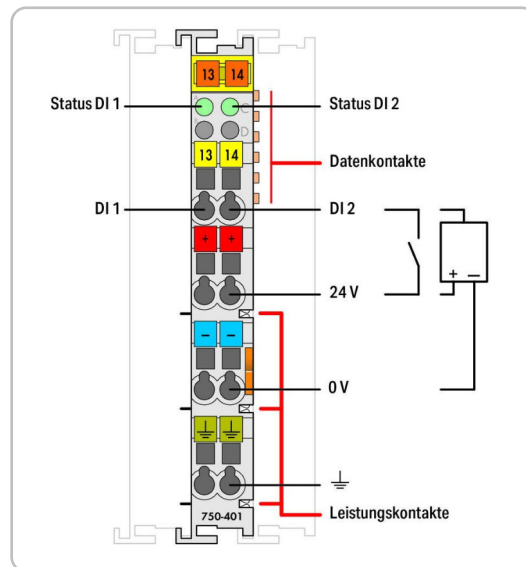 13 14
Status DI 1
Status DI 2
C
D
Datenkontakte
13 14
DI 1
DI 2
+ +
24 V
+ −
− −
0 V
Leistungskontakte
750-401